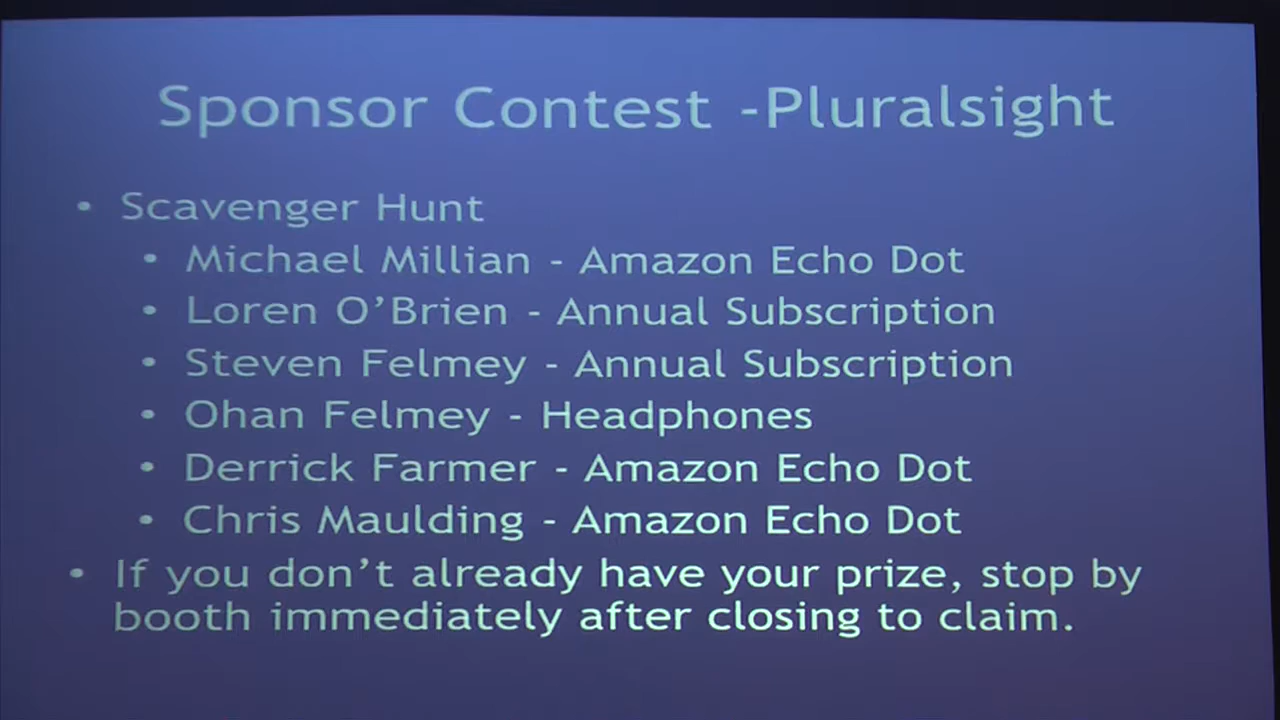 Sponsor Contest -Pluralsight
• Scavenger Hunt
• Michael Millian - Amazon Echo Dot
• Loren O’Brien - Annual Subscription
• Steven Felmey - Annual Subscription
• Ohan Felmey - Headphones
• Derrick Farmer - Amazon Echo Dot
• Chris Maulding - Amazon Echo Dot
• If you don’t already have your prize, stop by
booth immediately after closing to claim.